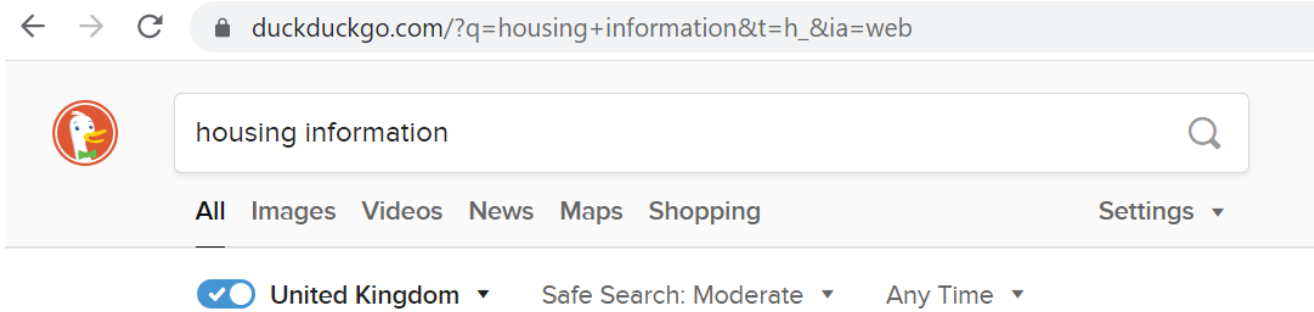 duckduckgo.com/?q=housing+information&t=h_&ia=web
housing information
All Images Videos News Maps Shopping Settings
United Kingdom Safe Search: Moderate Any Time